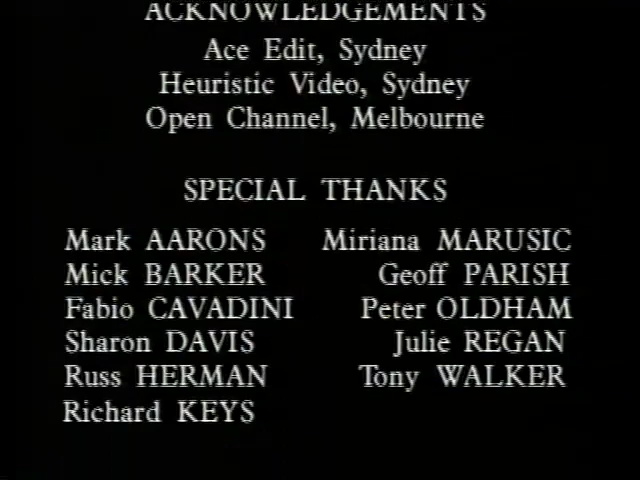 ACKNOWLEDGEMENTS
Ace Edit, Sydney
Heuristic Video, Sydney
Open Channel, Melbourne
SPECIAL THANKS
Mark AARONS Miriana MARUSIC
Mick BARKER Geoff PARISH
Fabio CAVADINI Peter OLDHAM
Sharon DAVIS Julie REGAN
Russ HERMAN Tony WALKER
Richard KEYS